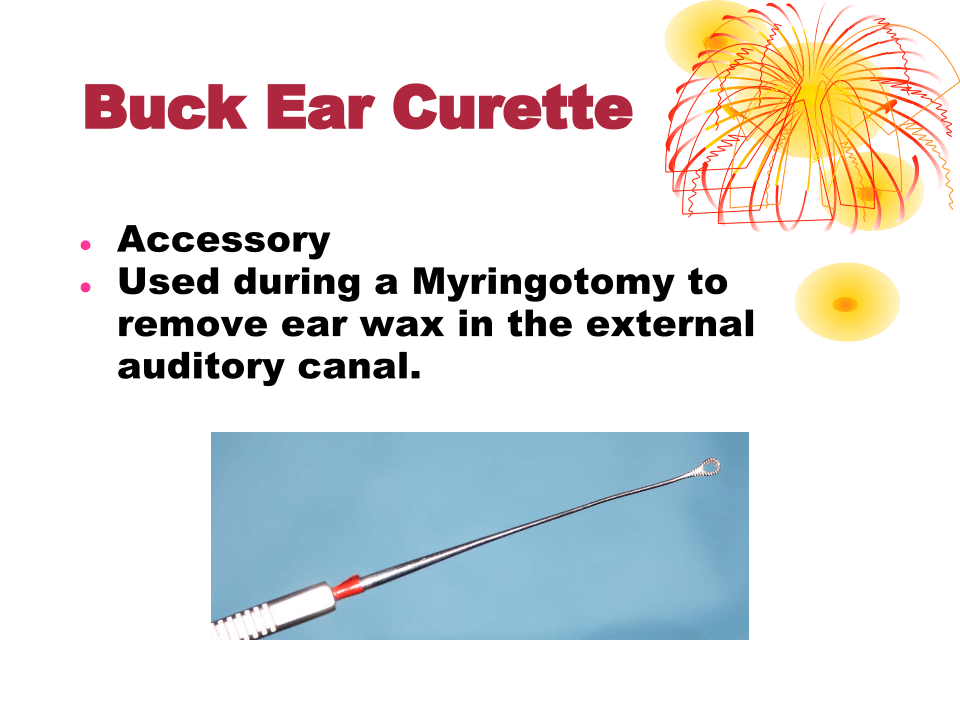 Buck Ear Curette
• Accessory
• Used during a Myringotomy to
remove ear wax in the external
auditory canal.